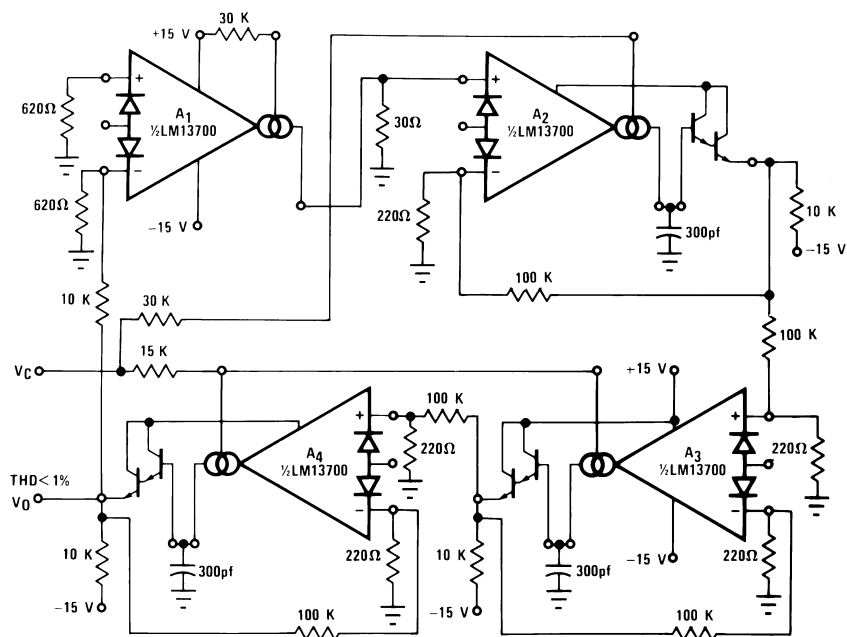 30 K
+15 V
620Ω
+
A1
½LM13700
−
620Ω
−15 V
30Ω
+
A2
½LM13700
−
220Ω
300pf
10 K
−15 V
10 K
30 K
100 K
100 K
VC
15 K
+15 V
100 K
+
A4
½LM13700
−
220Ω
220Ω
+
A3
½LM13700
−
220Ω
220Ω
THD< 1%
VO
10 K
−15 V
300pf
100 K
10 K
−15 V
300pf
−15 V
100 K